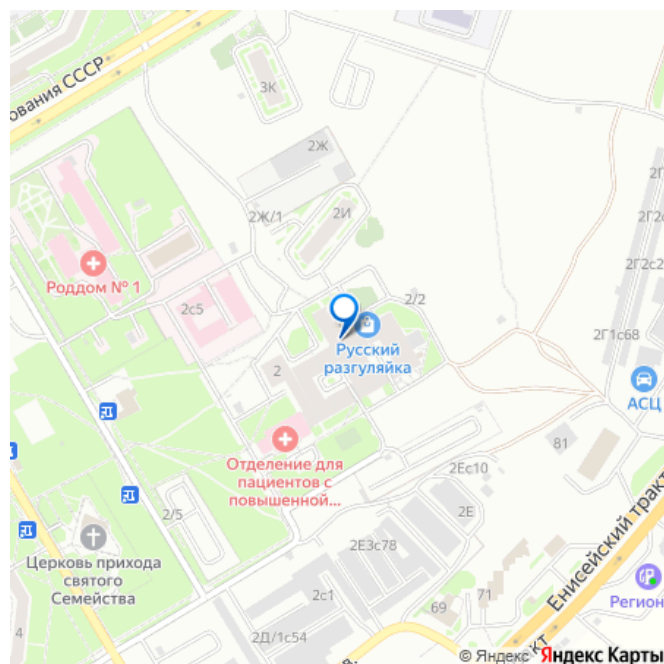 ования СССР
3К
2Ж
2Ж/1
2И
2Г2с2
Роддом № 1
2с5
2/2
2Г1с68
Русский
разгуляйка
2
АСЦ
81
Отделение для
пациентов с
повышенной...
2Ес10
2/5
2Е
Енисейский тракт
2Е3с78
Церковь прихода
святого
Семейства
2с1
71
69
Регион
4
2Д/1с54
кт
© Яндекс Яндекс Карты